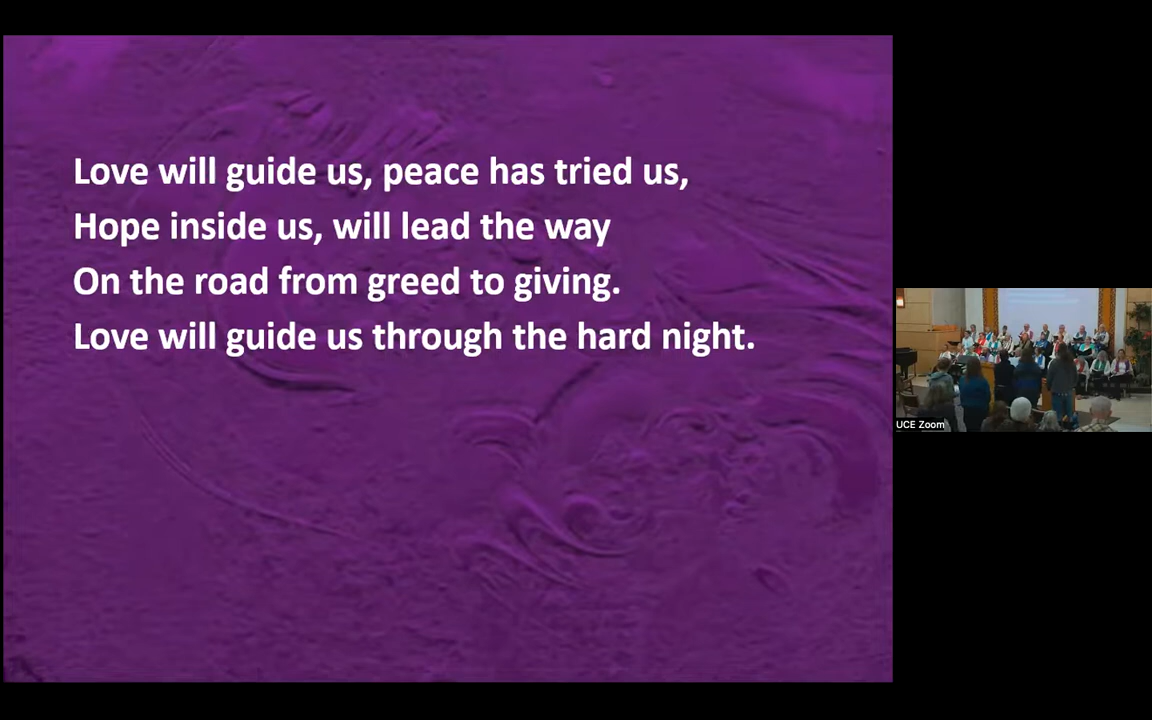 Love will guide us, peace has tried us,
Hope inside us, will lead the way
On the road from greed to giving.
Love will guide us through the hard night.
UCE Zoom